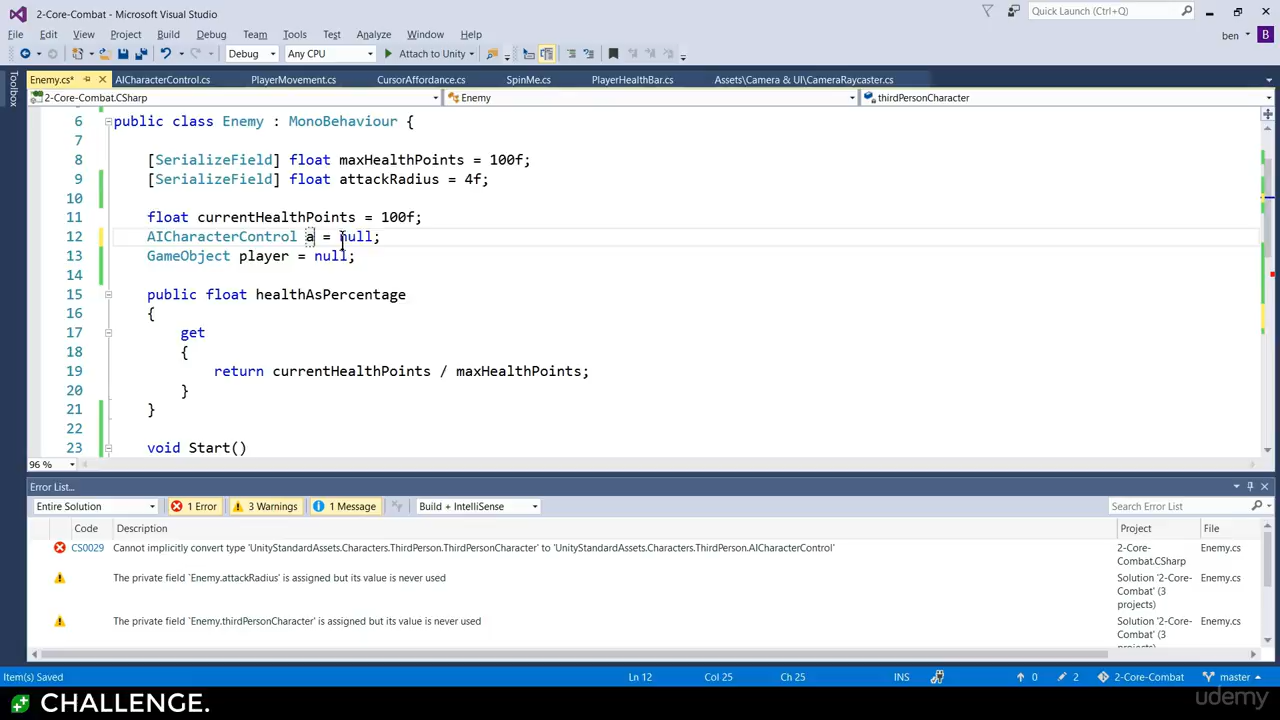 2-Core-Combat - Microsoft Visual Studio
Quick Launch (Ctrl+Q)
File Edit View Project Build Debug Team Tools Test Analyze Window Help
ben B
Debug Any CPU Attach to Unity
Toolbox
Enemy.cs* AICharacterControl.cs PlayerMovement.cs CursorAffordance.cs SpinMe.cs PlayerHealthBar.cs Assets\Camera & UI\CameraRaycaster.cs
2-Core-Combat.CSharp Enemy thirdPersonCharacter
6 public class Enemy : MonoBehaviour {
7
8 [SerializeField] float maxHealthPoints = 100f;
9 [SerializeField] float attackRadius = 4f;
10
11 float currentHealthPoints = 100f;
12 AICharacterControl a = null;
13 GameObject player = null;
14
15 public float healthAsPercentage
16 {
17 get
18 {
19 return currentHealthPoints / maxHealthPoints;
20 }
21 }
22
23 void Start()
96 %
Error List...
Entire Solution 1 Error 3 Warnings 1 Message Build + IntelliSense Search Error List
Code Description Project File
CS0029 Cannot implicitly convert type 'UnityStandardAssets.Characters.ThirdPerson.ThirdPersonCharacter' to 'UnityStandardAssets.Characters.ThirdPerson.AICharacterControl' 2-Core-Combat.CSharp Enemy.cs
The private field `Enemy.attackRadius' is assigned but its value is never used Solution '2-Core-Combat' (3 projects) Enemy.cs
The private field `Enemy.thirdPersonCharacter' is assigned but its value is never used Solution '2-Core-Combat' (3 Enemy.cs
Item(s) Saved Ln 12 Col 25 Ch 25 INS 0 2 2-Core-Combat master
CHALLENGE.
udemy